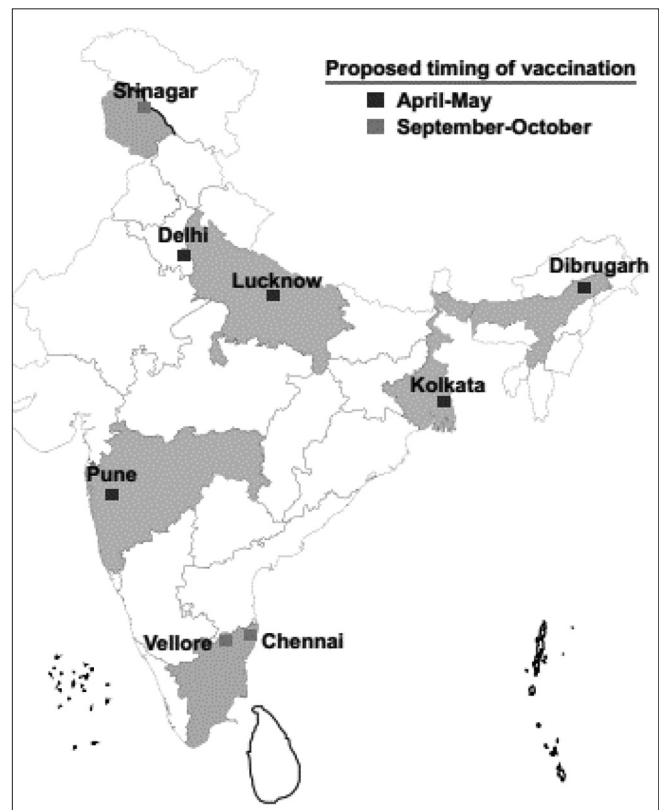 Proposed timing of vaccination
April-May
September-October
Srinagar
Delhi
Lucknow
Dibrugarh
Kolkata
Pune
Vellore
Chennai